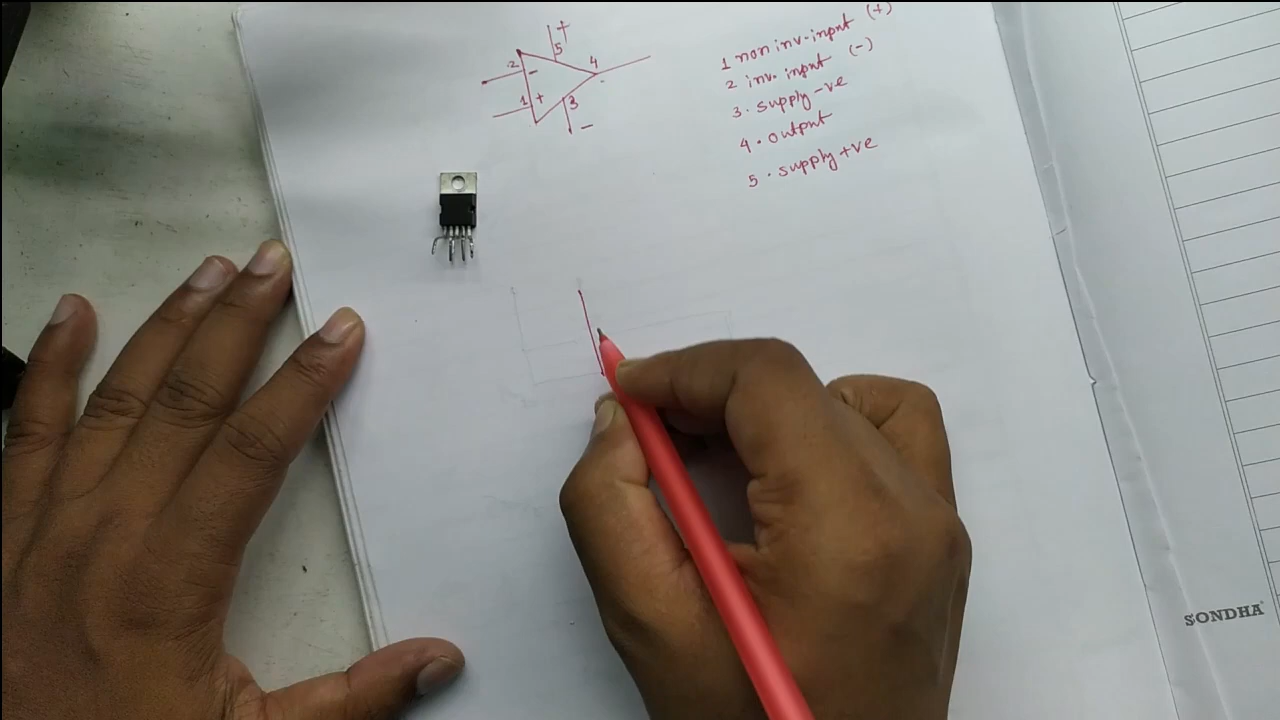 +
5
2
-
4
1
+
3
-
1 non inv-input (+)
2 inv. input (-)
3. supply -ve
4. output
5. supply +ve
SONDHA